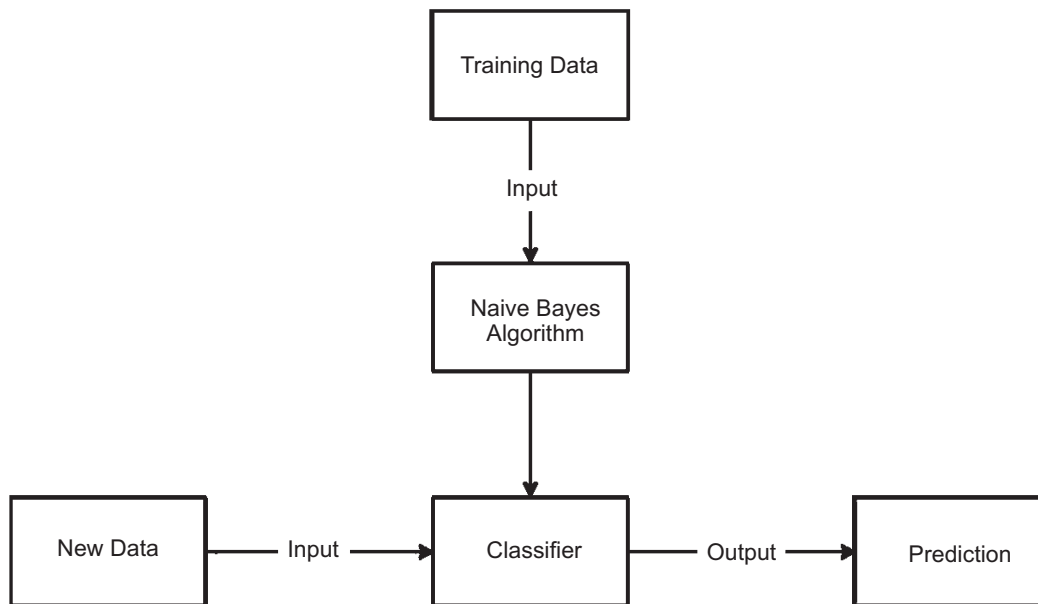 Training Data
Input
Naive Bayes
Algorithm
New Data
Input
Classifier
Output
Prediction